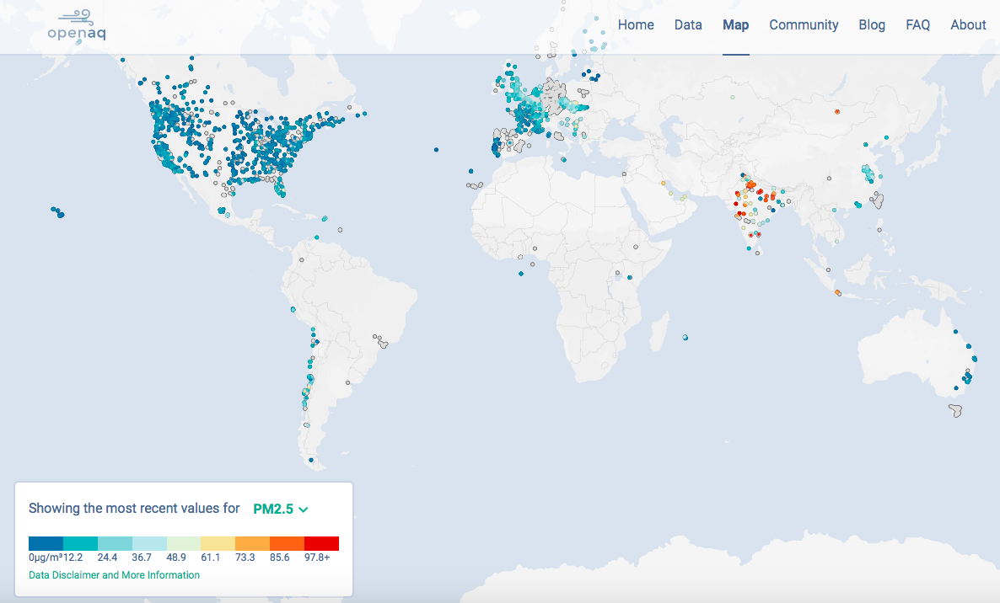 openaq
Home Data Map Community Blog FAQ About
Showing the most recent values for PM2.5
0µg/m³12.2 24.4 36.7 48.9 61.1 73.3 85.6 97.8+
Data Disclaimer and More Information